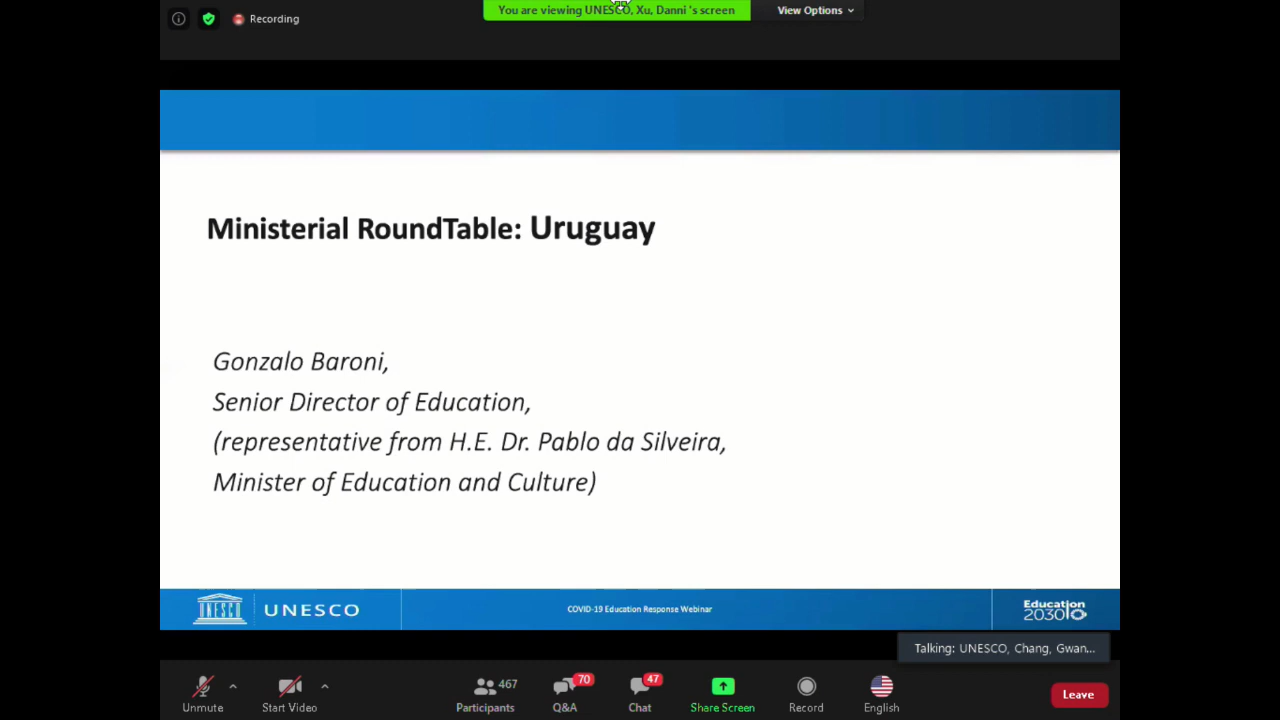 Recording
You are viewing UNESCO, Xu, Danni 's screen
View Options
Ministerial RoundTable: Uruguay
Gonzalo Baroni,
Senior Director of Education,
(representative from H.E. Dr. Pablo da Silveira,
Minister of Education and Culture)
UNESCO
UNESCO
COVID-19 Education Response Webinar
Education
2030
Talking: UNESCO, Chang, Gwan...
467
70
47
Unmute
Start Video
Participants
Q&A
Chat
Share Screen
Record
English
Leave